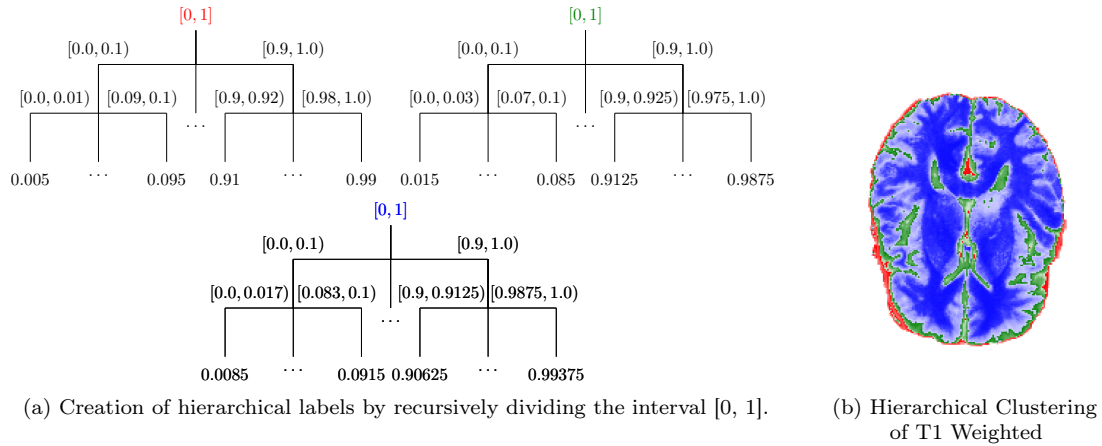 [0, 1] [0, 1]
[0.0, 0.1) [0.9, 1.0) [0.0, 0.1) [0.9, 1.0)
[0.0, 0.01) [0.09, 0.1) [0.9, 0.92) [0.98, 1.0) [0.0, 0.03) [0.07, 0.1) [0.9, 0.925) [0.975, 1.0)
... ...
0.005 ... 0.095 0.91 ... 0.99 0.015 ... 0.085 0.9125 ... 0.9875
[0, 1]
[0.0, 0.1) [0.9, 1.0)
[0.0, 0.017) [0.083, 0.1) [0.9, 0.9125) [0.9875, 1.0)
...
0.0085 ... 0.0915 0.90625 ... 0.99375
(a) Creation of hierarchical labels by recursively dividing the interval [0, 1].
(b) Hierarchical Clustering
of T1 Weighted